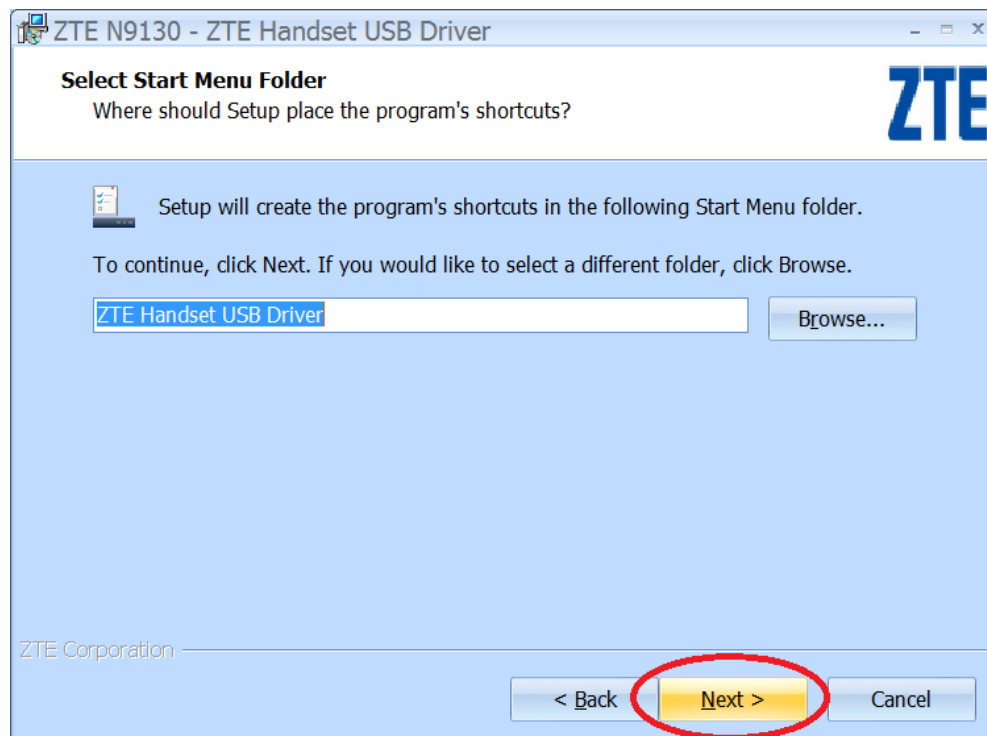 ZTE N9130 - ZTE Handset USB Driver
Select Start Menu Folder
Where should Setup place the program's shortcuts?
ZTE
Setup will create the program's shortcuts in the following Start Menu folder.
To continue, click Next. If you would like to select a different folder, click Browse.
ZTE Handset USB Driver
Browse...
ZTE Corporation
< Back
Next >
Cancel